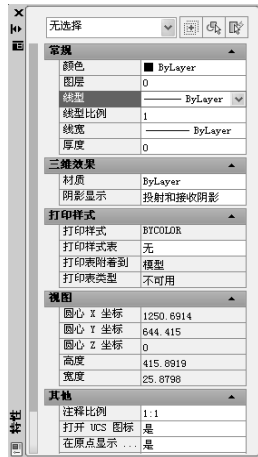 无选择
常规
颜色 ByLayer
图层 0
线型 ByLayer
线型比例 1
线宽 ByLayer
厚度 0
三维效果
材质 ByLayer
阴影显示 投射和接收阴影
打印样式
打印样式 BYCOLOR
打印样式表 无
打印表附着到 模型
打印表类型 不可用
视图
圆心 X 坐标 1250.6914
圆心 Y 坐标 644.415
圆心 Z 坐标 0
高度 415.8919
宽度 25.8798
其他
注释比例 1:1
打开 UCS 图标 是
在原点显示 ... 是
特性